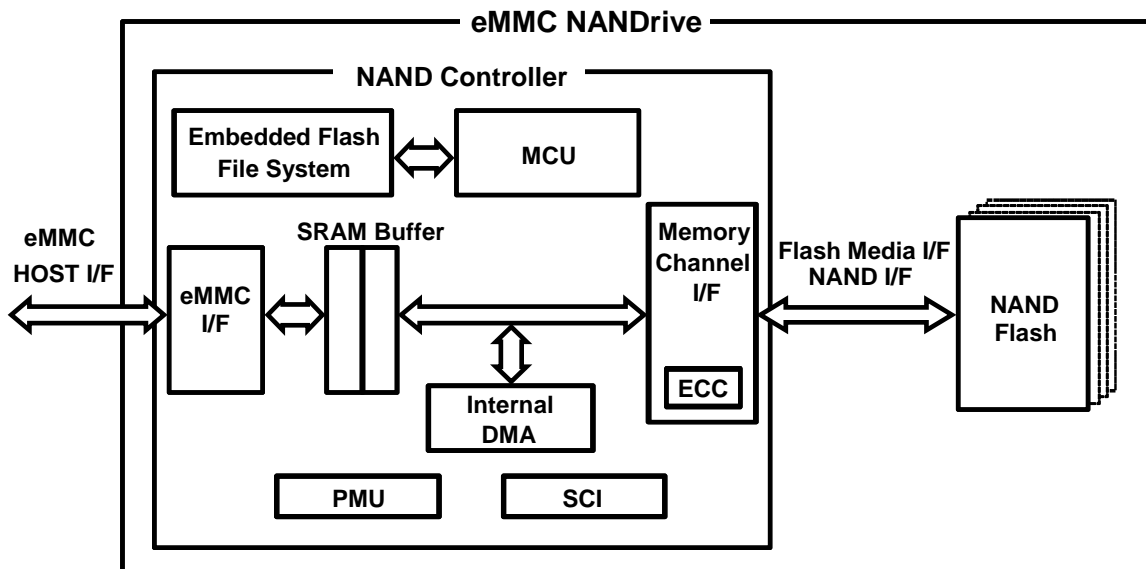 eMMC NANDrive
NAND Controller
Embedded Flash
File System
MCU
eMMC
HOST I/F
eMMC
I/F
SRAM Buffer
Memory
Channel
I/F
ECC
Internal
DMA
PMU
SCI
Flash Media I/F
NAND I/F
NAND
Flash